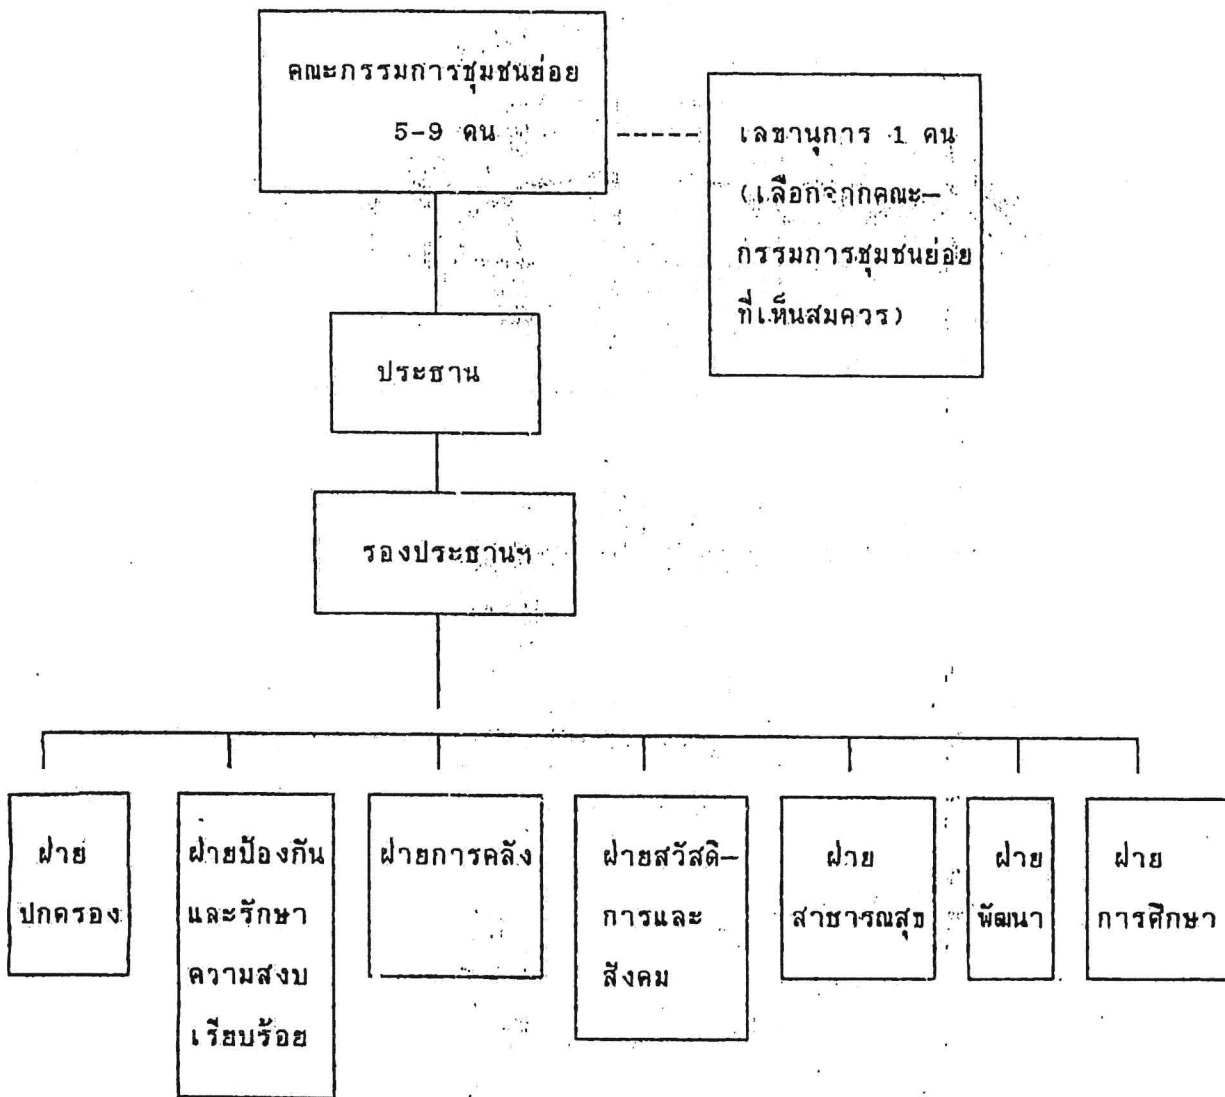 คณะกรรมการชุมชนย่อย
5-9 คน
เลขานุการ 1 คน
(เลือกจากคณะ-
กรรมการชุมชนย่อย
ที่เห็นสมควร)
ประธาน
รองประธานฯ
ฝ่าย
ปกครอง
ฝ่ายป้องกัน
และรักษา
ความสงบ
เรียบร้อย
ฝ่ายการคลัง
ฝ่ายสวัสดิ-
การและ
สังคม
ฝ่าย
สาธารณสุข
ฝ่าย
พัฒนา
ฝ่าย
การศึกษา